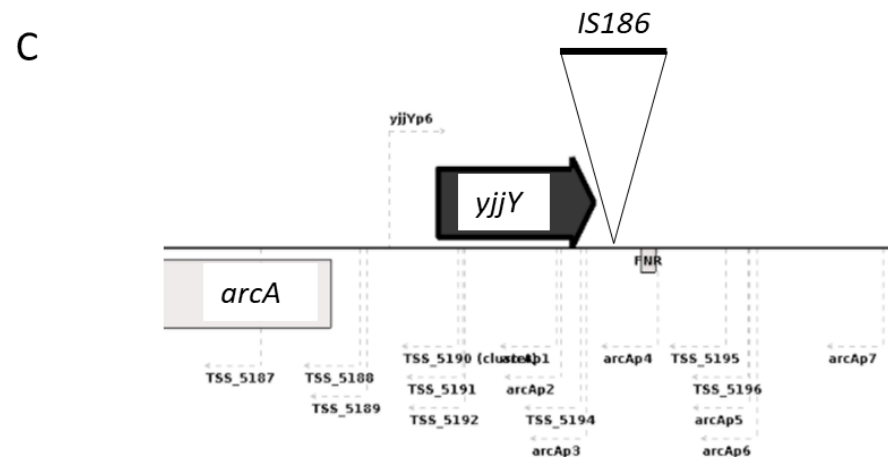 IS186
C
yjjYp6
yjjY
FNR
arcA
TSS_5190 (cluster)
arcAp1
arcAp4
TSS_5195
arcAp7
TSS_5187
TSS_5188
TSS_5191
arcAp2
TSS_5196
TSS_5189
TSS_5192
TSS_5194
arcAp5
arcAp3
arcAp6